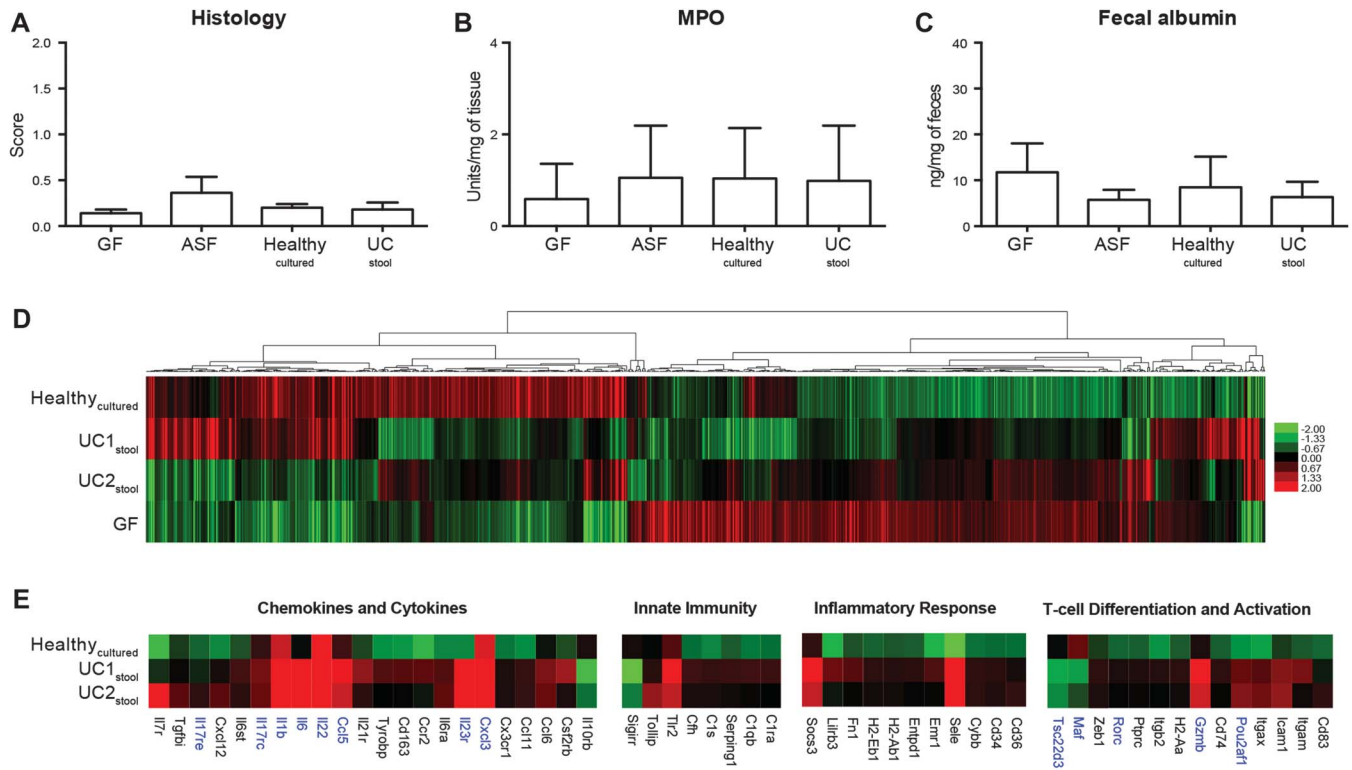 A
Histology
2.0
1.5
1.0
0.5
0.0
Score
GF
ASF
Healthy cultured
UC stool
B
MPO
4
2
0
Units/mg of tissue
GF
ASF
Healthy cultured
UC stool
C
Fecal albumin
40
30
20
10
0
ng/mg of feces
GF
ASF
Healthy cultured
UC stool
D
Healthy cultured
UC1 stool
UC2 stool
GF
-2.00
-1.33
-0.67
0.00
0.67
1.33
2.00
E
Chemokines and Cytokines
Innate Immunity
Inflammatory Response
T-cell Differentiation and Activation
Healthy cultured
UC1 stool
UC2 stool
Il7r
Tgfbi
Il17re
Cxcl12
Il6st
Il17rc
Il1b
Il6
Il22
Ccl5
Il21r
Tyrobp
Cd163
Ccr2
Il6ra
Il23r
Cxcl3
Cx3cr1
Ccl11
Ccl6
Csf2rb
Il10rb
Sigirr
Tollip
Tlr2
Cfh
C1s
Serping1
C1qb
C1ra
Socs3
Lilrb3
Fn1
H2-Eb1
H2-Ab1
Entpd1
Emr1
Sele
Cybb
Cd34
Cd36
Tsc22d3
Maf
Zeb1
Rorc
Ptprc
Itgb2
H2-Aa
Gzmb
Cd74
Pou2af1
Itgax
Icam1
Itgam
Cd83